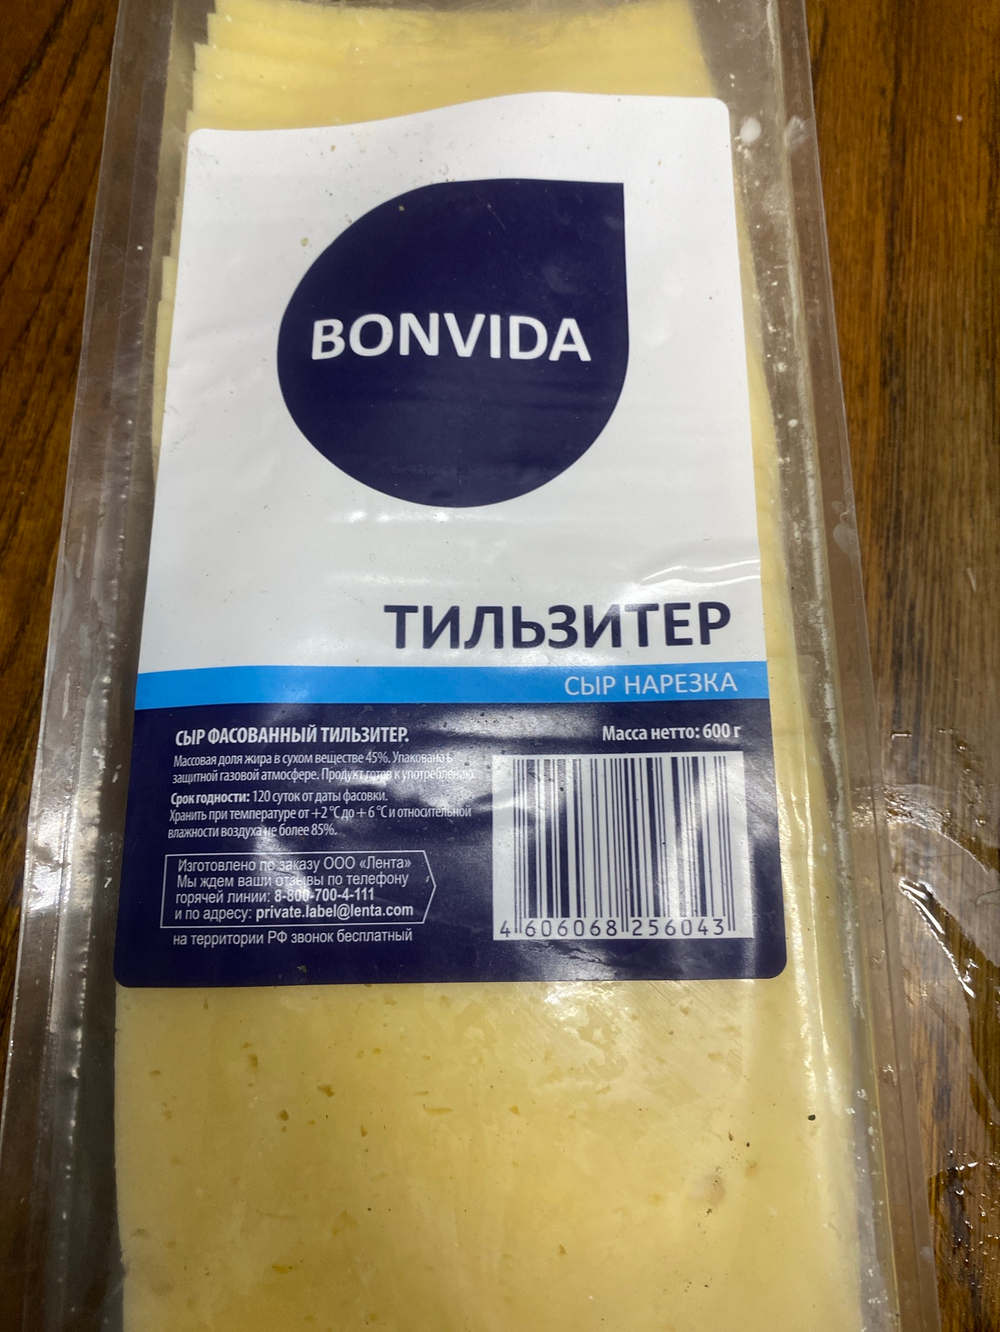 BONVIDA
ТИЛЬЗИТЕР
СЫР НАРЕЗКА
СЫР ФАСОВАННЫЙ ТИЛЬЗИТЕР.
Массовая доля жира в сухом веществе 45%. Упаковано в
защитной газовой атмосфере. Продукт готов к употреблению.
Срок годности: 120 суток от даты фасовки.
Хранить при температуре от +2 °С до + 6 °С и относительной
влажности воздуха не более 85%.
Изготовлено по заказу ООО «Лента»
Мы ждем ваши отзывы по телефону
горячей линии: 8-800-700-4-111
и по адресу: private.label@lenta.com
на территории РФ звонок бесплатный
Масса нетто: 600 г
4 606068 256043